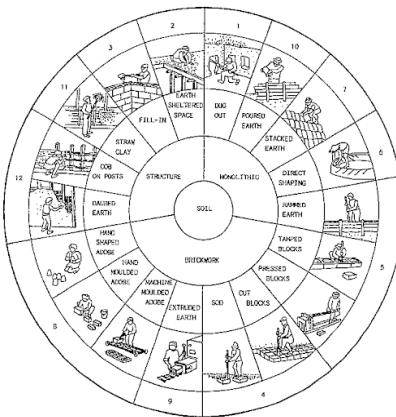 2
1
3
10
11
7
12
6
5
8
9
4
EARTH
SHELTERED
SPACE
DUG
OUT
FILL-IN
POURED
EARTH
STRAW
CLAY
STACKED
EARTH
COB
ON POSTS
DIRECT
SHAPING
DAUBED
EARTH
RAMMED
EARTH
HAND
SHAPED
ADOBE
TAMPED
BLOCKS
HAND
MOULDED
ADOBE
PRESSED
BLOCKS
MACHINE
MOULDED
ADOBE
CUT
BLOCKS
EXTRUDED
EARTH
SOD
STRUCTURE
MONOLITHIC
SOIL
BRICKWORK